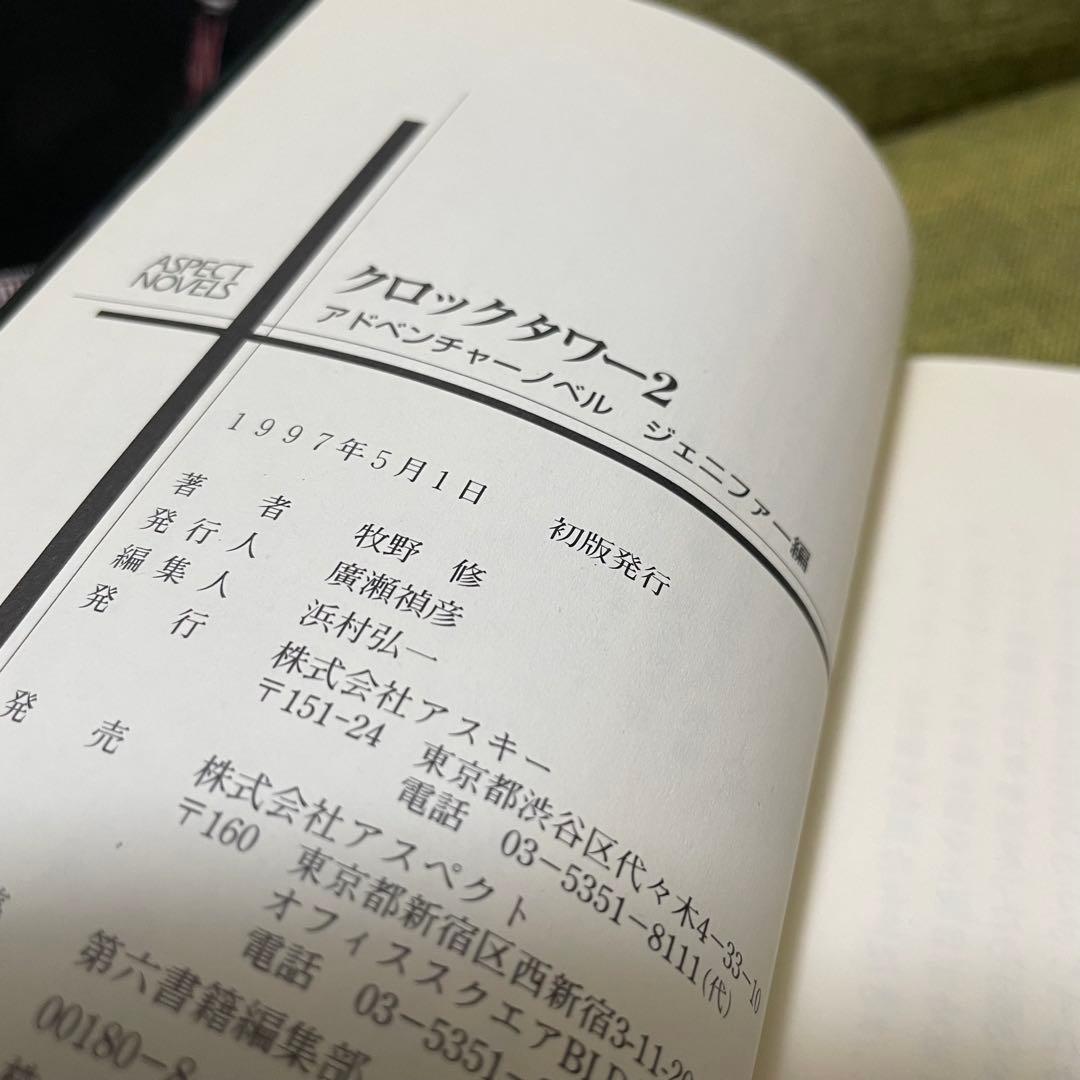 ASPECT
NOVELS
クロックタワー2
アドベンチャーノベル ジェニファー編
1997年5月1日 初版発行
著者 牧野 修
発行人 廣瀬禎彦
編集人 浜村弘一
発行 株式会社アスキー
〒151-24 東京都渋谷区代々木4-33-10
電話 03-5351-8111(代)
発売 株式会社アスペクト
〒160 東京都新宿区西新宿3-11-20
オフィススクエアBLD
電話 03-5351
第六書籍編集部
00180-8